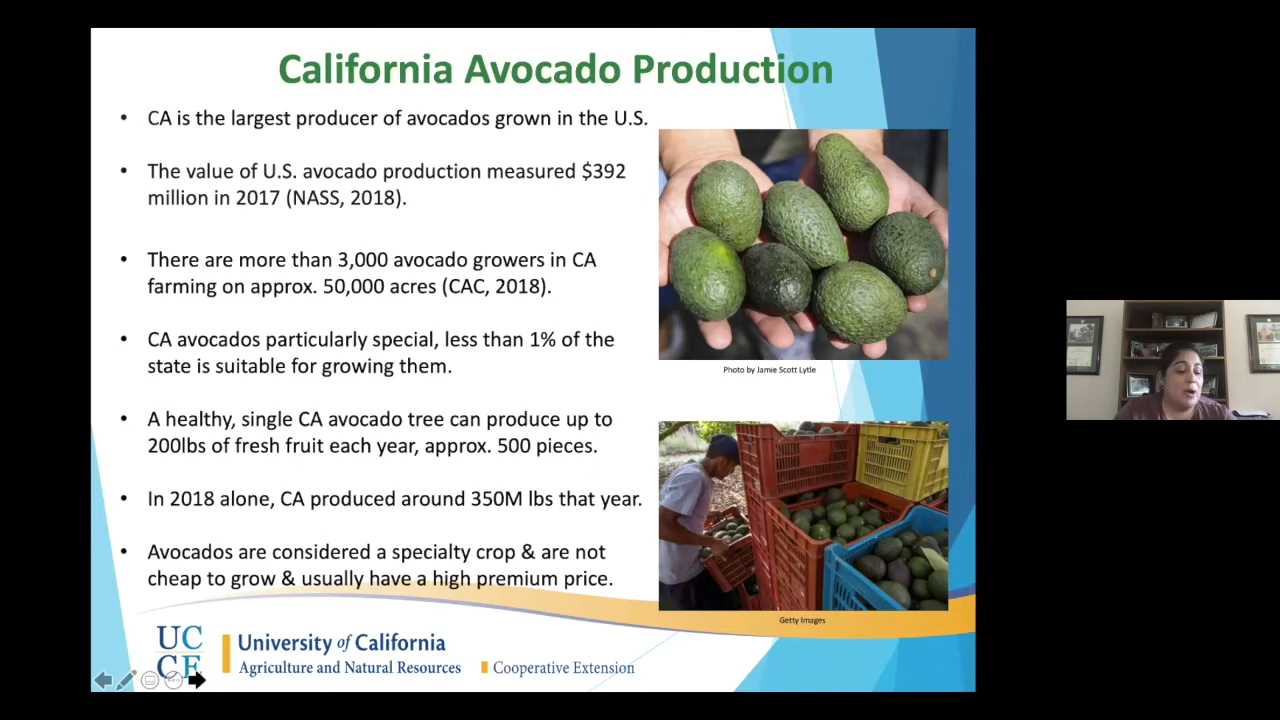 California Avocado Production
• CA is the largest producer of avocados grown in the U.S.
• The value of U.S. avocado production measured $392
million in 2017 (NASS, 2018).
• There are more than 3,000 avocado growers in CA
farming on approx. 50,000 acres (CAC, 2018).
• CA avocados particularly special, less than 1% of the
state is suitable for growing them.
• A healthy, single CA avocado tree can produce up to
200lbs of fresh fruit each year, approx. 500 pieces.
• In 2018 alone, CA produced around 350M lbs that year.
• Avocados are considered a specialty crop & are not
cheap to grow & usually have a high premium price.
Photo by Jamie Scott Lytle
Getty Images
UC
CE
University of California
Agriculture and Natural Resources
Cooperative Extension